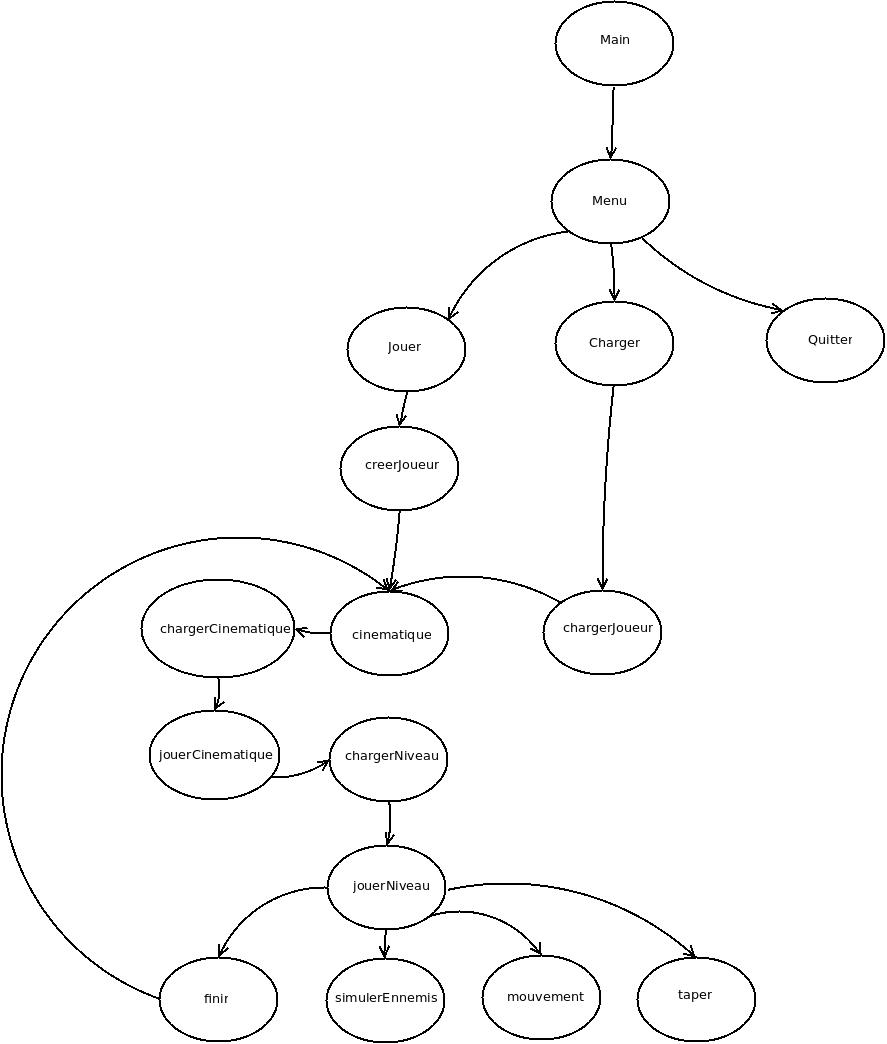 Main
Menu
Jouer
Charger
Quitter
creerJoueur
chargerCinematique
cinematique
chargerJoueur
jouerCinematique
chargerNiveau
jouerNiveau
finir
simulerEnnemis
mouvement
taper